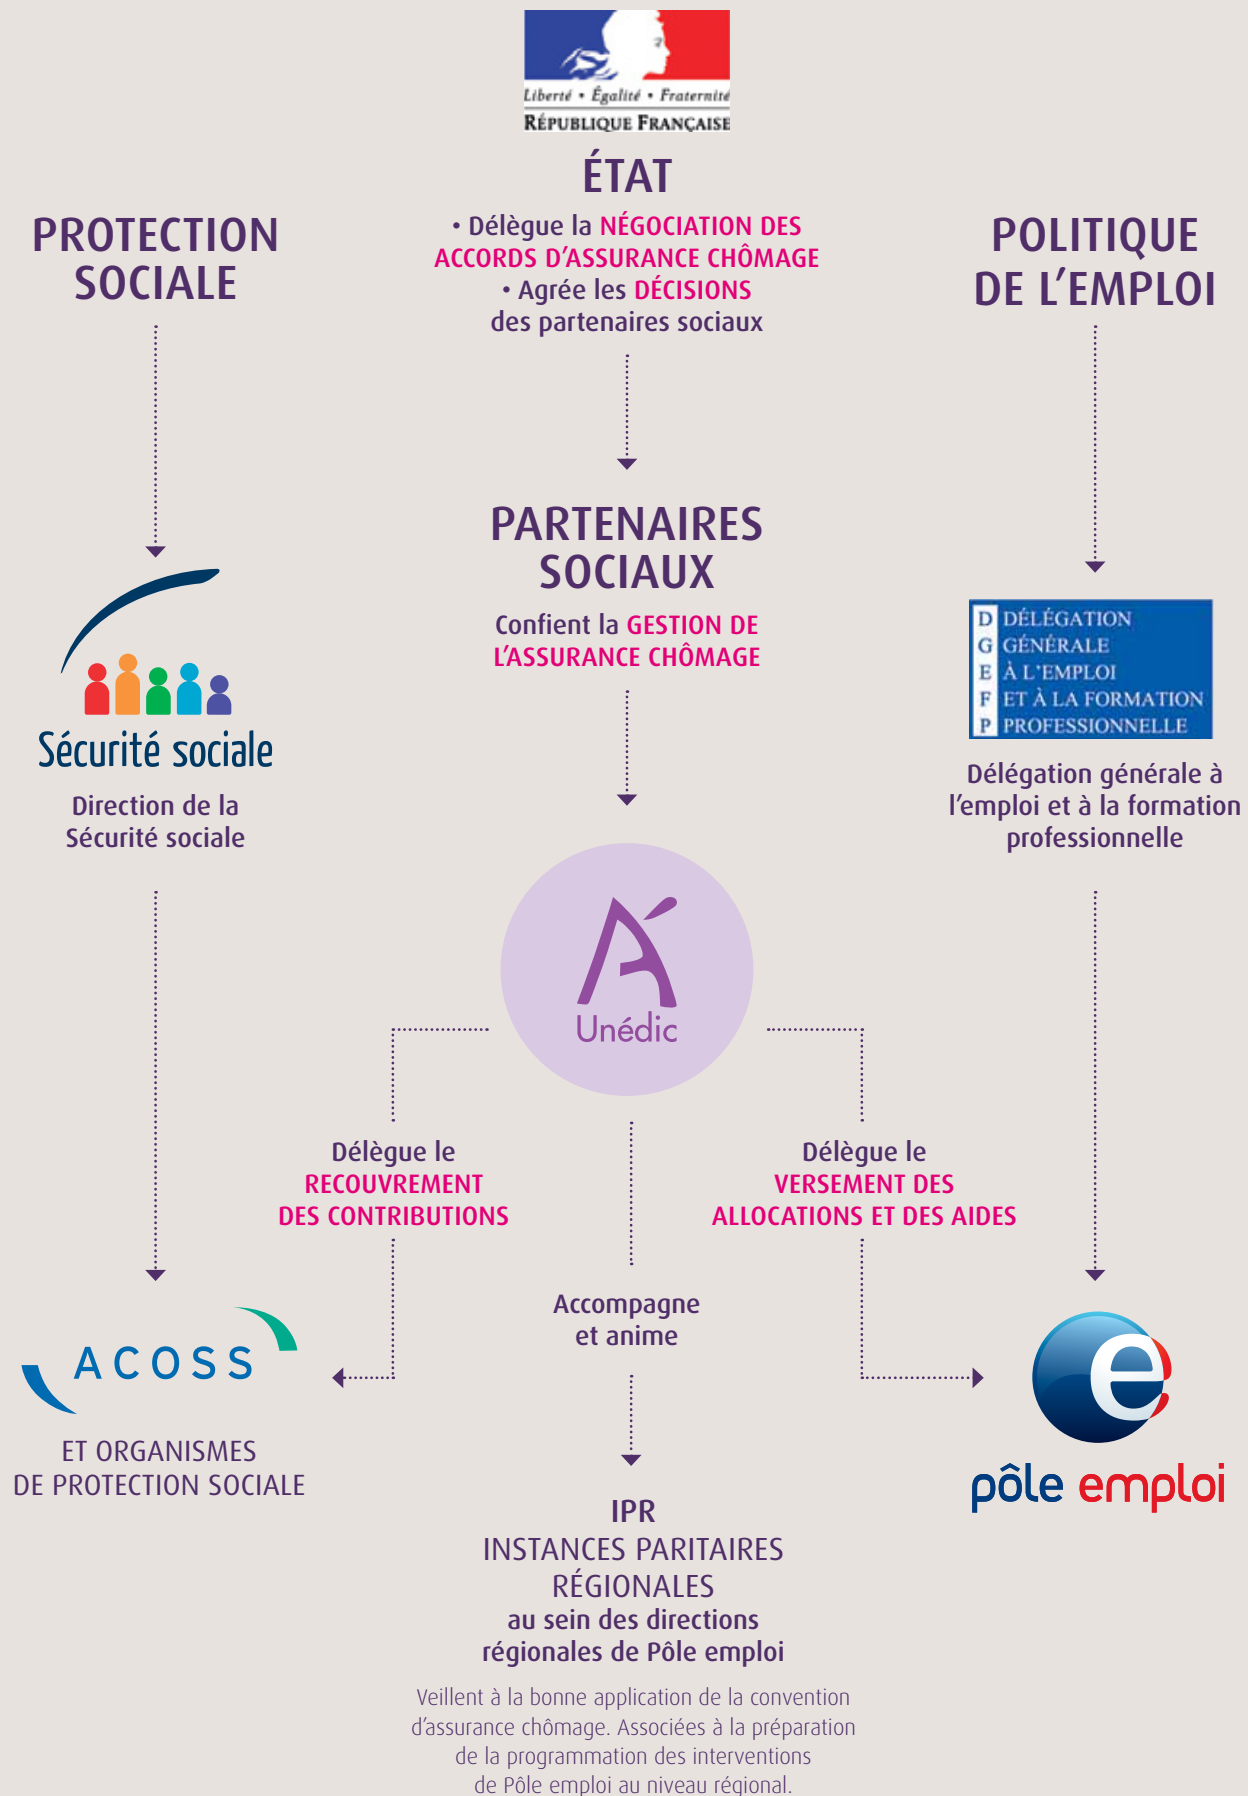 Liberté • Égalité • Fraternité
RÉPUBLIQUE FRANÇAISE
ÉTAT
• Délègue la NÉGOCIATION DES
ACCORDS D'ASSURANCE CHÔMAGE
• Agrée les DÉCISIONS
des partenaires sociaux
PROTECTION
SOCIALE
POLITIQUE
DE L'EMPLOI
PARTENAIRES
SOCIAUX
Confient la GESTION DE
L'ASSURANCE CHÔMAGE
Sécurité sociale
Direction de la
Sécurité sociale
D DÉLÉGATION
G GÉNÉRALE
E À L'EMPLOI
F ET À LA FORMATION
P PROFESSIONNELLE
Délégation générale à
l'emploi et à la formation
professionnelle
Unédic
Délègue le
RECOUVREMENT
DES CONTRIBUTIONS
Délègue le
VERSEMENT DES
ALLOCATIONS ET DES AIDES
Accompagne
et anime
ACOSS
ET ORGANISMES
DE PROTECTION SOCIALE
e
pôle emploi
IPR
INSTANCES PARITAIRES
RÉGIONALES
au sein des directions
régionales de Pôle emploi
Veillent à la bonne application de la convention
d'assurance chômage. Associées à la préparation
de la programmation des interventions
de Pôle emploi au niveau régional.